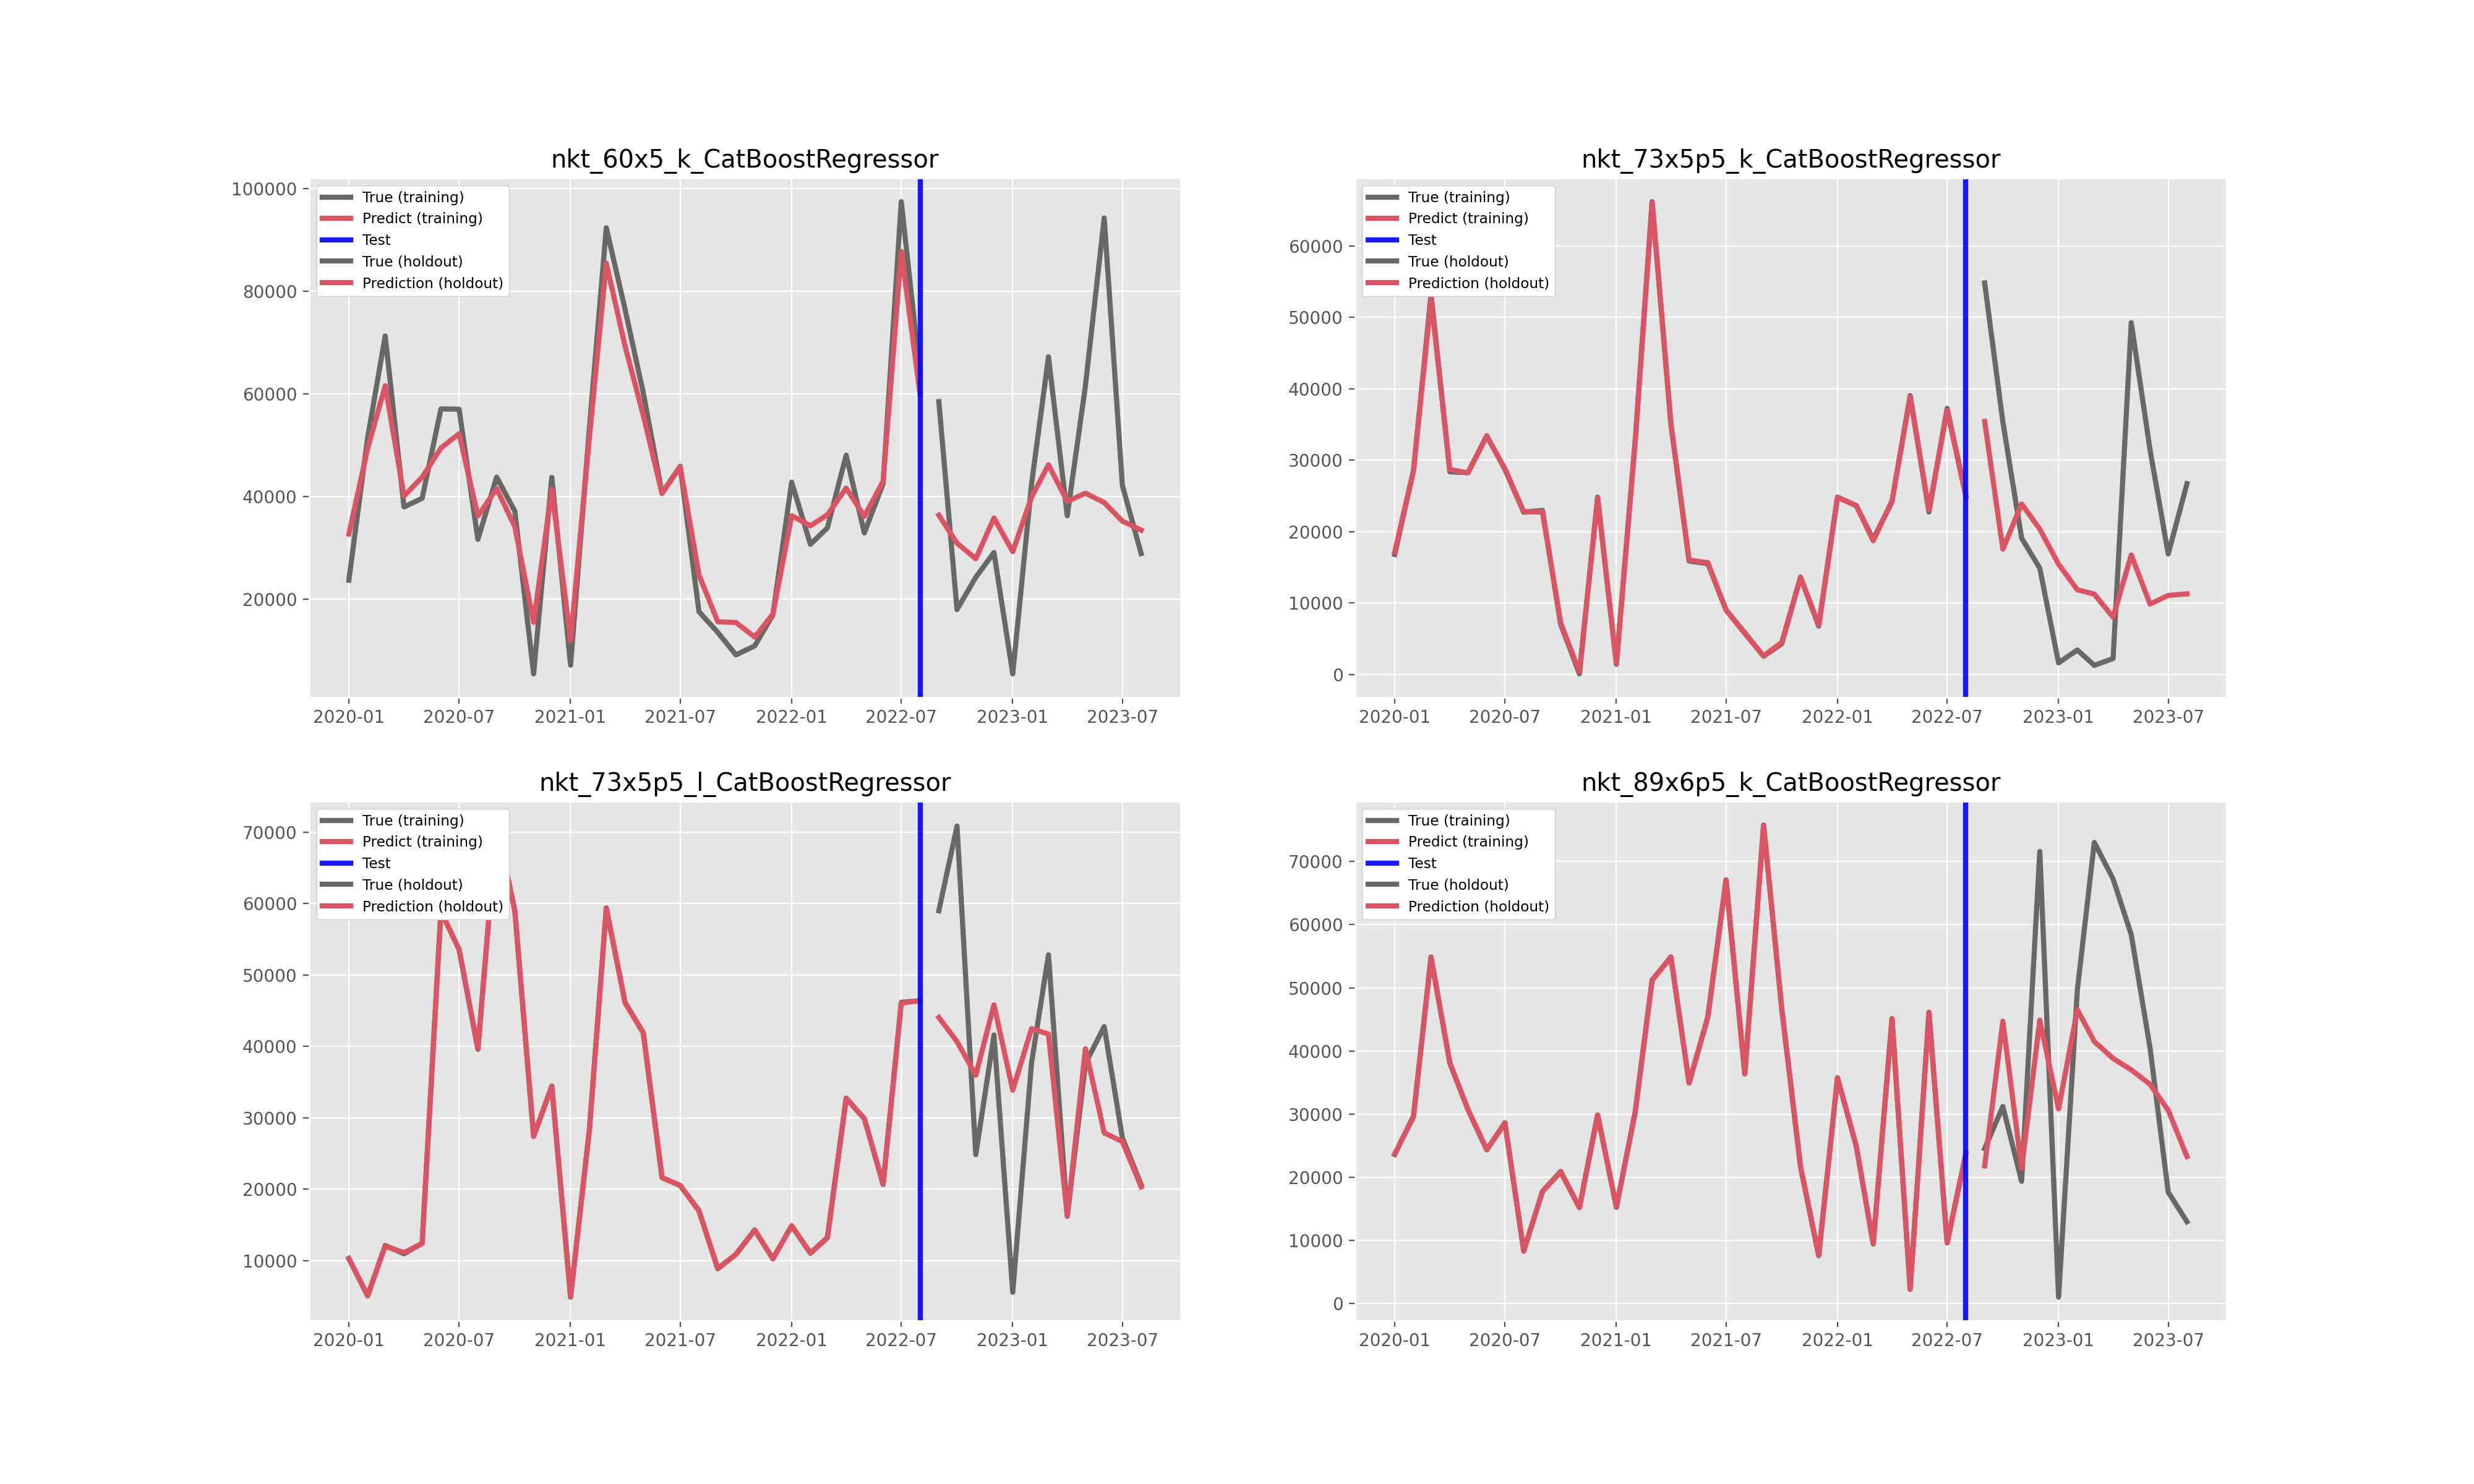 nkt_60x5_k_CatBoostRegressor
100000
80000
60000
40000
20000
True (training)
Predict (training)
Test
True (holdout)
Prediction (holdout)
2020-01 2020-07 2021-01 2021-07 2022-01 2022-07 2023-01 2023-07
nkt_73x5p5_k_CatBoostRegressor
60000
50000
40000
30000
20000
10000
0
True (training)
Predict (training)
Test
True (holdout)
Prediction (holdout)
2020-01 2020-07 2021-01 2021-07 2022-01 2022-07 2023-01 2023-07
nkt_73x5p5_l_CatBoostRegressor
70000
60000
50000
40000
30000
20000
10000
True (training)
Predict (training)
Test
True (holdout)
Prediction (holdout)
2020-01 2020-07 2021-01 2021-07 2022-01 2022-07 2023-01 2023-07
nkt_89x6p5_k_CatBoostRegressor
70000
60000
50000
40000
30000
20000
10000
0
True (training)
Predict (training)
Test
True (holdout)
Prediction (holdout)
2020-01 2020-07 2021-01 2021-07 2022-01 2022-07 2023-01 2023-07